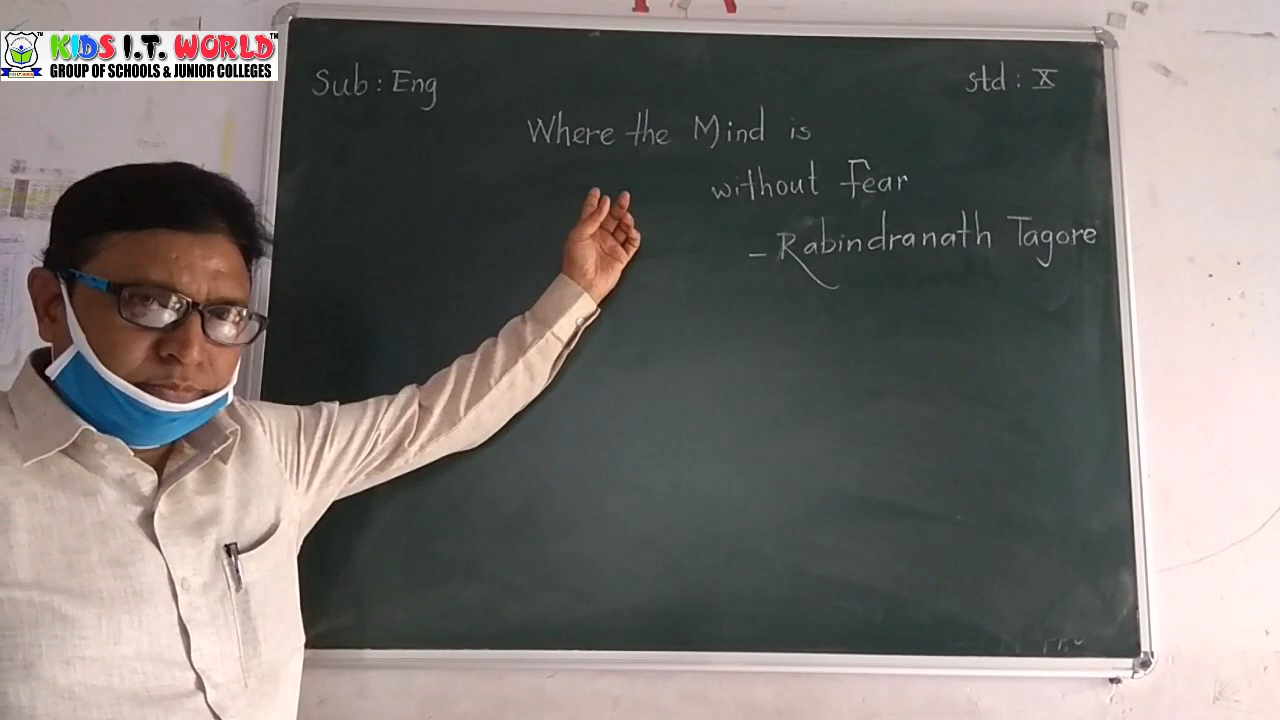 KIDS I.T. WORLD
GROUP OF SCHOOLS & JUNIOR COLLEGES
Sub: Eng
std: X
Where the Mind is
without Fear
- Rabindranath Tagore